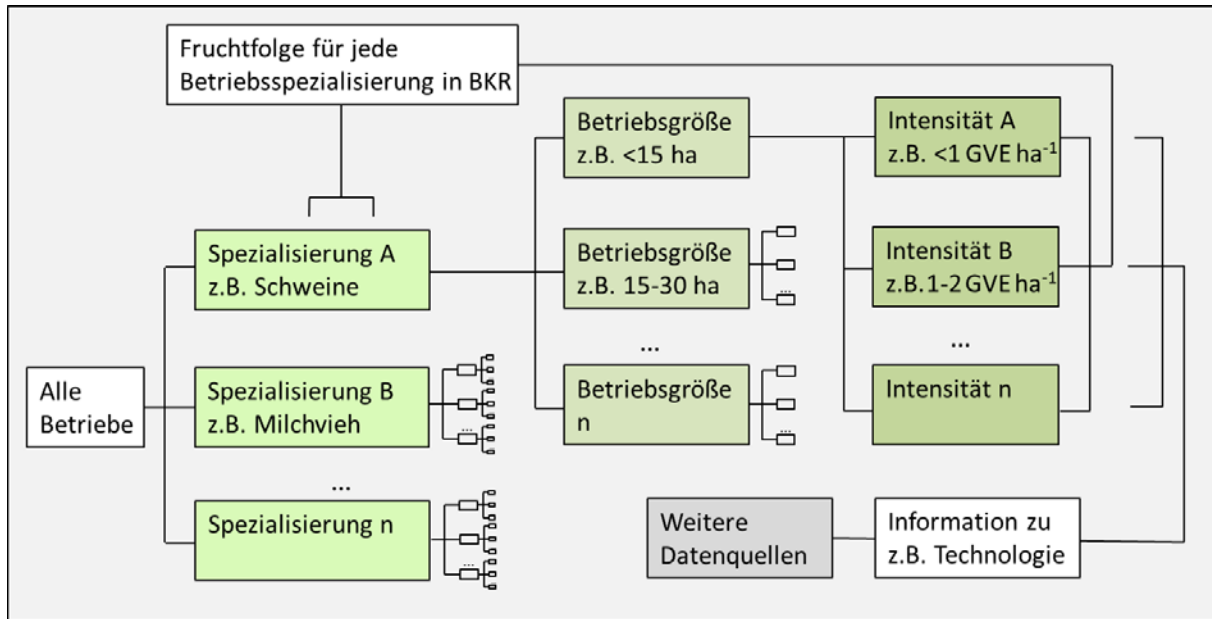 Fruchtfolge für jede
Betriebsspezialisierung in BKR
Betriebsgröße
z.B. <15 ha
Intensität A
z.B. <1 GVE ha⁻¹
Spezialisierung A
z.B. Schweine
Betriebsgröße
z.B. 15-30 ha
...
Intensität B
z.B.1-2 GVE ha⁻¹
...
...
Alle
Betriebe
Spezialisierung B
z.B. Milchvieh
...
Betriebsgröße
n
...
Intensität n
...
Spezialisierung n
...
Weitere
Datenquellen
Information zu
z.B. Technologie